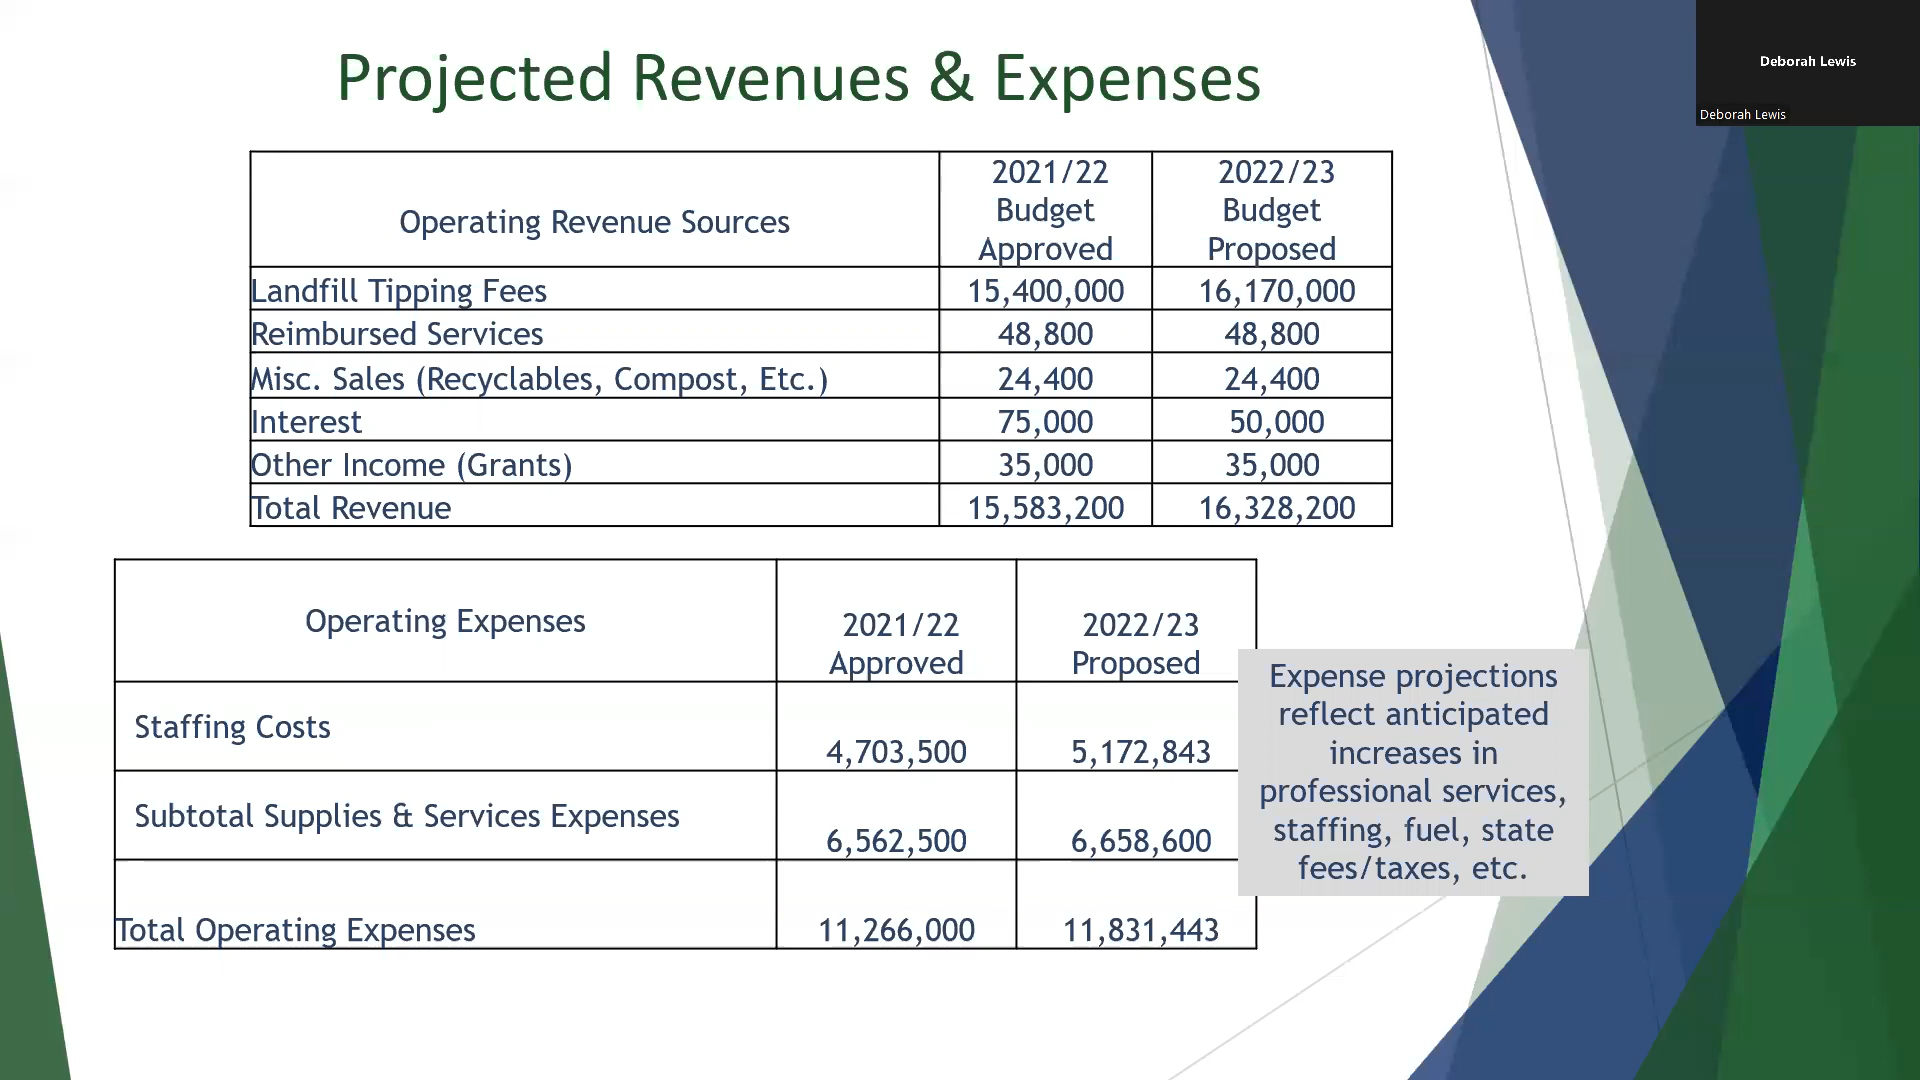 Projected Revenues & Expenses
Deborah Lewis
Deborah Lewis
Operating Revenue Sources
2021/22
Budget
Approved
2022/23
Budget
Proposed
Landfill Tipping Fees 15,400,000 16,170,000
Reimbursed Services 48,800 48,800
Misc. Sales (Recyclables, Compost, Etc.) 24,400 24,400
Interest 75,000 50,000
Other Income (Grants) 35,000 35,000
Total Revenue 15,583,200 16,328,200
Operating Expenses
2021/22
Approved
2022/23
Proposed
Staffing Costs 4,703,500 5,172,843
Subtotal Supplies & Services Expenses 6,562,500 6,658,600
Total Operating Expenses 11,266,000 11,831,443
Expense projections
reflect anticipated
increases in
professional services,
staffing, fuel, state
fees/taxes, etc.